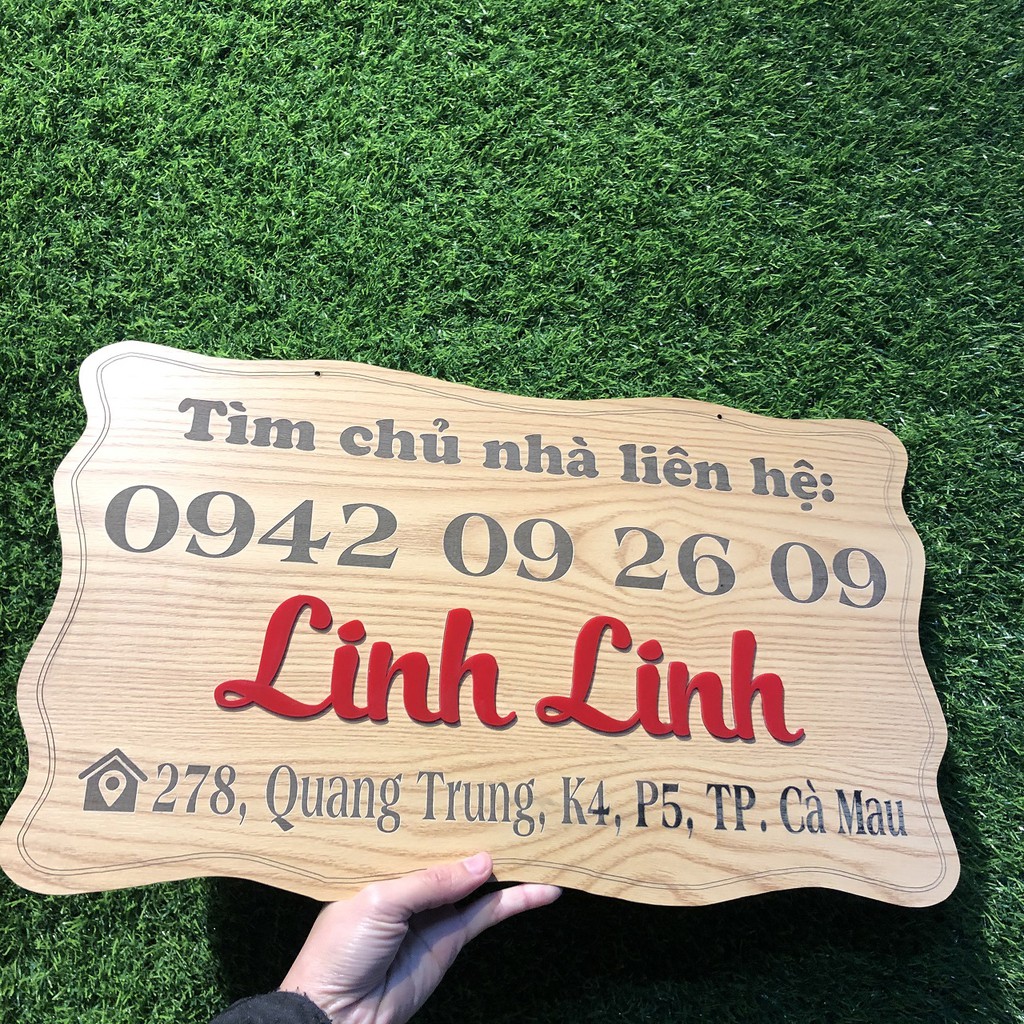 Tìm chủ nhà liên hệ:
0942 09 26 09
Linh Linh
278, Quang Trung, K4, P5, TP. Cà Mau